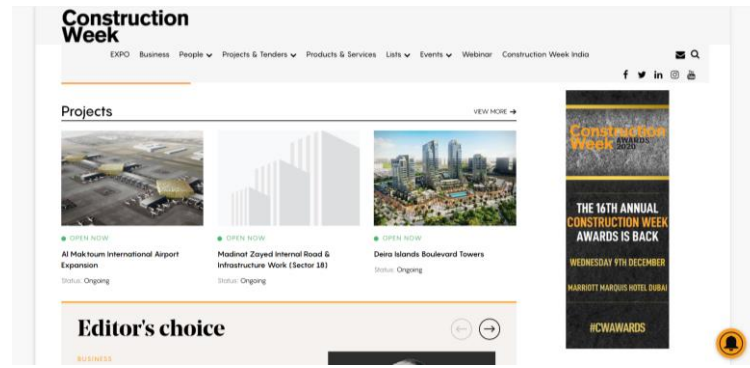 Construction
Week
EXPO Business People Projects & Tenders Products & Services Lists Events Webinar Construction Week India
Projects
VIEW MORE →
OPEN NOW
Al Maktoum International Airport
Expansion
Status: Ongoing
OPEN NOW
Madinat Zayed Internal Road &
Infrastructure Work (Sector 18)
Status: Ongoing
OPEN NOW
Deira Islands Boulevard Towers
Status: Ongoing
Construction
Week AWARDS
2020
THE 16TH ANNUAL
CONSTRUCTION WEEK
AWARDS IS BACK
WEDNESDAY 9TH DECEMBER
MARRIOTT MARQUIS HOTEL DUBAI
#CWAWARDS
Editor's choice
BUSINESS